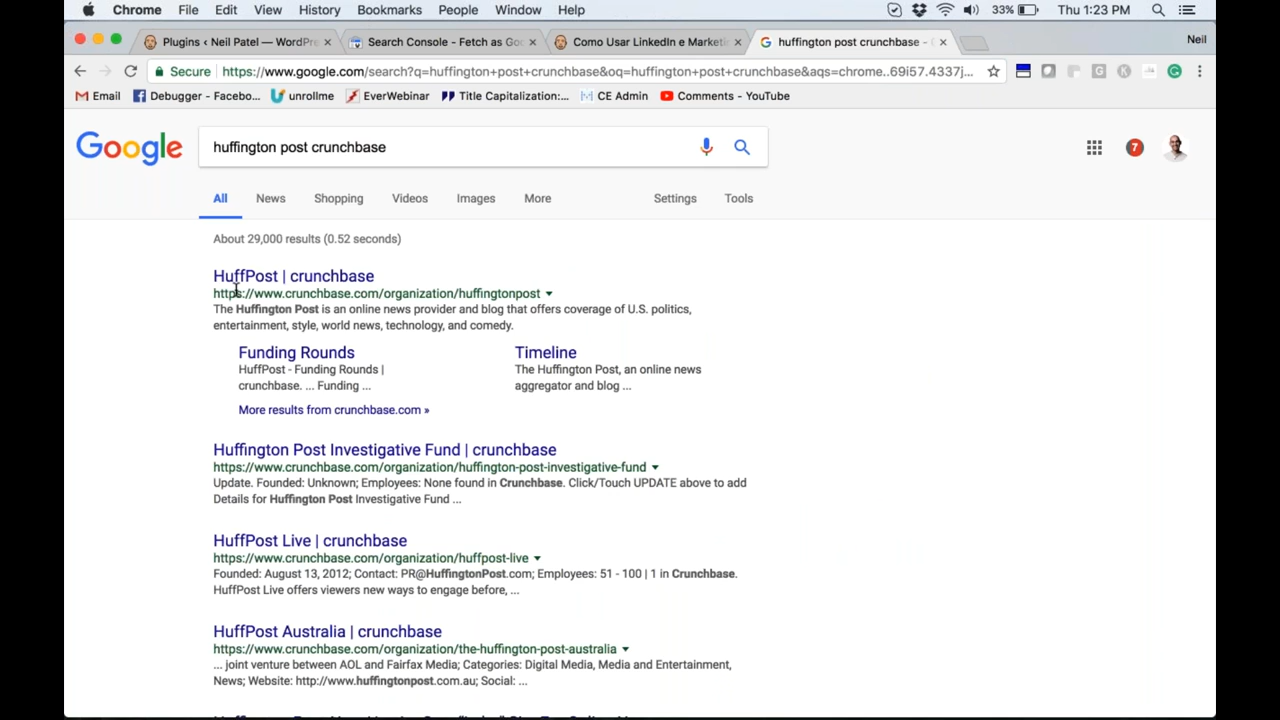 Chrome File Edit View History Bookmarks People Window Help 33% Thu 1:23 PM
Plugins ‹ Neil Patel — WordPre × Search Console - Fetch as Goo × Como Usar LinkedIn e Marketin × huffington post crunchbase - G × Neil
Secure https://www.google.com/search?q=huffington+post+crunchbase&oq=huffington+post+crunchbase&aqs=chrome..69i57.4337j...
Email Debugger - Facebo... unrollme EverWebinar Title Capitalization:... CE Admin Comments - YouTube
Google huffington post crunchbase 7
All News Shopping Videos Images More Settings Tools
About 29,000 results (0.52 seconds)
HuffPost | crunchbase
https://www.crunchbase.com/organization/huffingtonpost
The Huffington Post is an online news provider and blog that offers coverage of U.S. politics,
entertainment, style, world news, technology, and comedy.
Funding Rounds Timeline
HuffPost - Funding Rounds | The Huffington Post, an online news
crunchbase. ... Funding ... aggregator and blog ...
More results from crunchbase.com »
Huffington Post Investigative Fund | crunchbase
https://www.crunchbase.com/organization/huffington-post-investigative-fund
Update. Founded: Unknown; Employees: None found in Crunchbase. Click/Touch UPDATE above to add
Details for Huffington Post Investigative Fund ...
HuffPost Live | crunchbase
https://www.crunchbase.com/organization/huffpost-live
Founded: August 13, 2012; Contact: PR@HuffingtonPost.com; Employees: 51 - 100 | 1 in Crunchbase.
HuffPost Live offers viewers new ways to engage before, ...
HuffPost Australia | crunchbase
https://www.crunchbase.com/organization/the-huffington-post-australia
... joint venture between AOL and Fairfax Media; Categories: Digital Media, Media and Entertainment,
News; Website: http://www.huffingtonpost.com.au; Social: ...